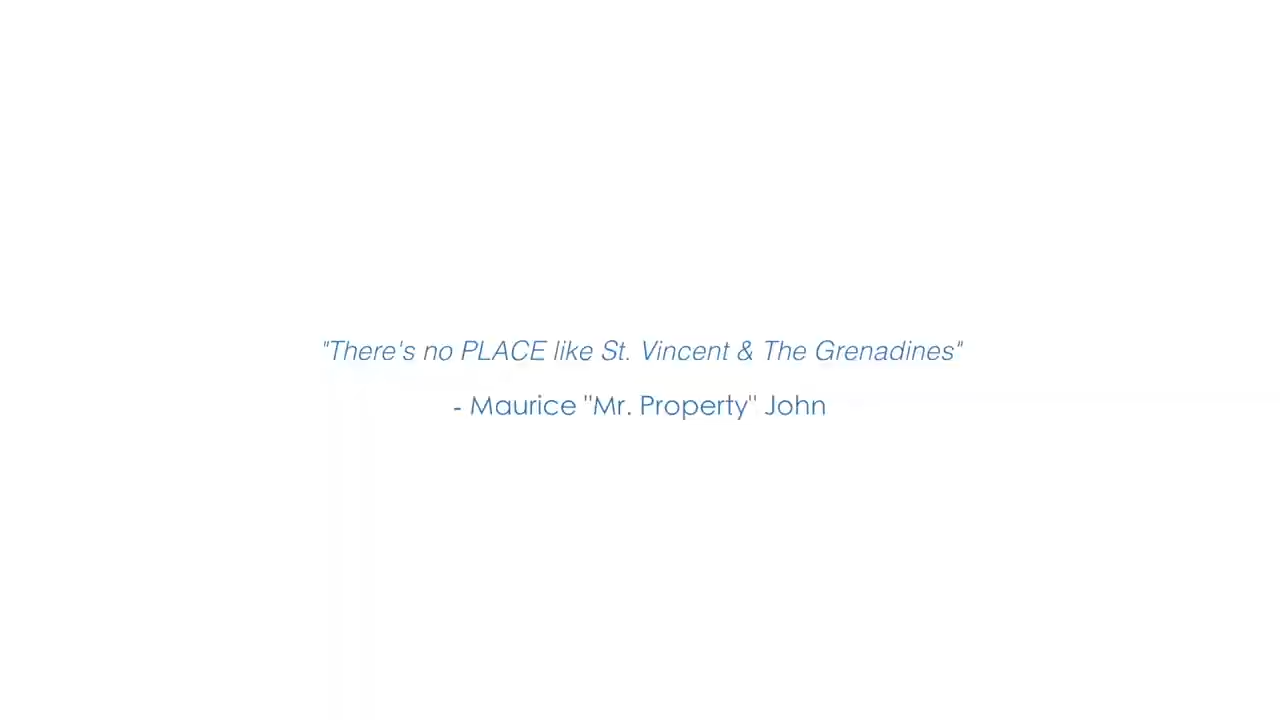 "There's no PLACE like St. Vincent & The Grenadines"
- Maurice "Mr. Property" John